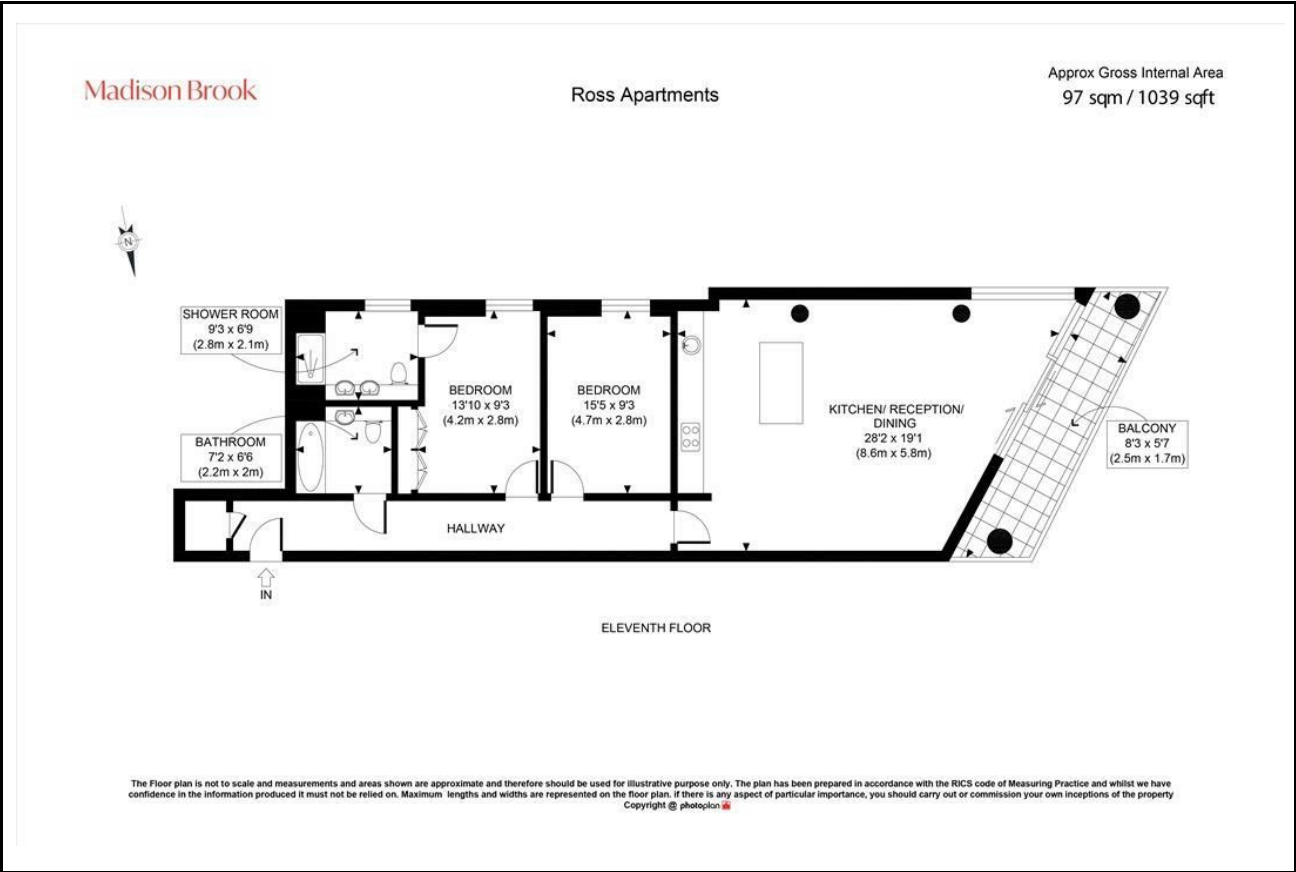 Madison Brook
Ross Apartments
Approx Gross Internal Area
97 sqm / 1039 sqft
N
SHOWER ROOM
9'3 x 6'9
(2.8m x 2.1m)
BEDROOM
13'10 x 9'3
(4.2m x 2.8m)
BEDROOM
15'5 x 9'3
(4.7m x 2.8m)
KITCHEN/ RECEPTION/
DINING
28'2 x 19'1
(8.6m x 5.8m)
BALCONY
8'3 x 5'7
(2.5m x 1.7m)
BATHROOM
7'2 x 6'6
(2.2m x 2m)
HALLWAY
IN
ELEVENTH FLOOR
The Floor plan is not to scale and measurements and areas shown are approximate and therefore should be used for illustrative purpose only. The plan has been prepared in accordance with the RICS code of Measuring Practice and whilst we have
confidence in the information produced it must not be relied on. Maximum lengths and widths are represented on the floor plan. if there is any aspect of particular importance, you should carry out or commission your own inceptions of the property
Copyright @ photoplan